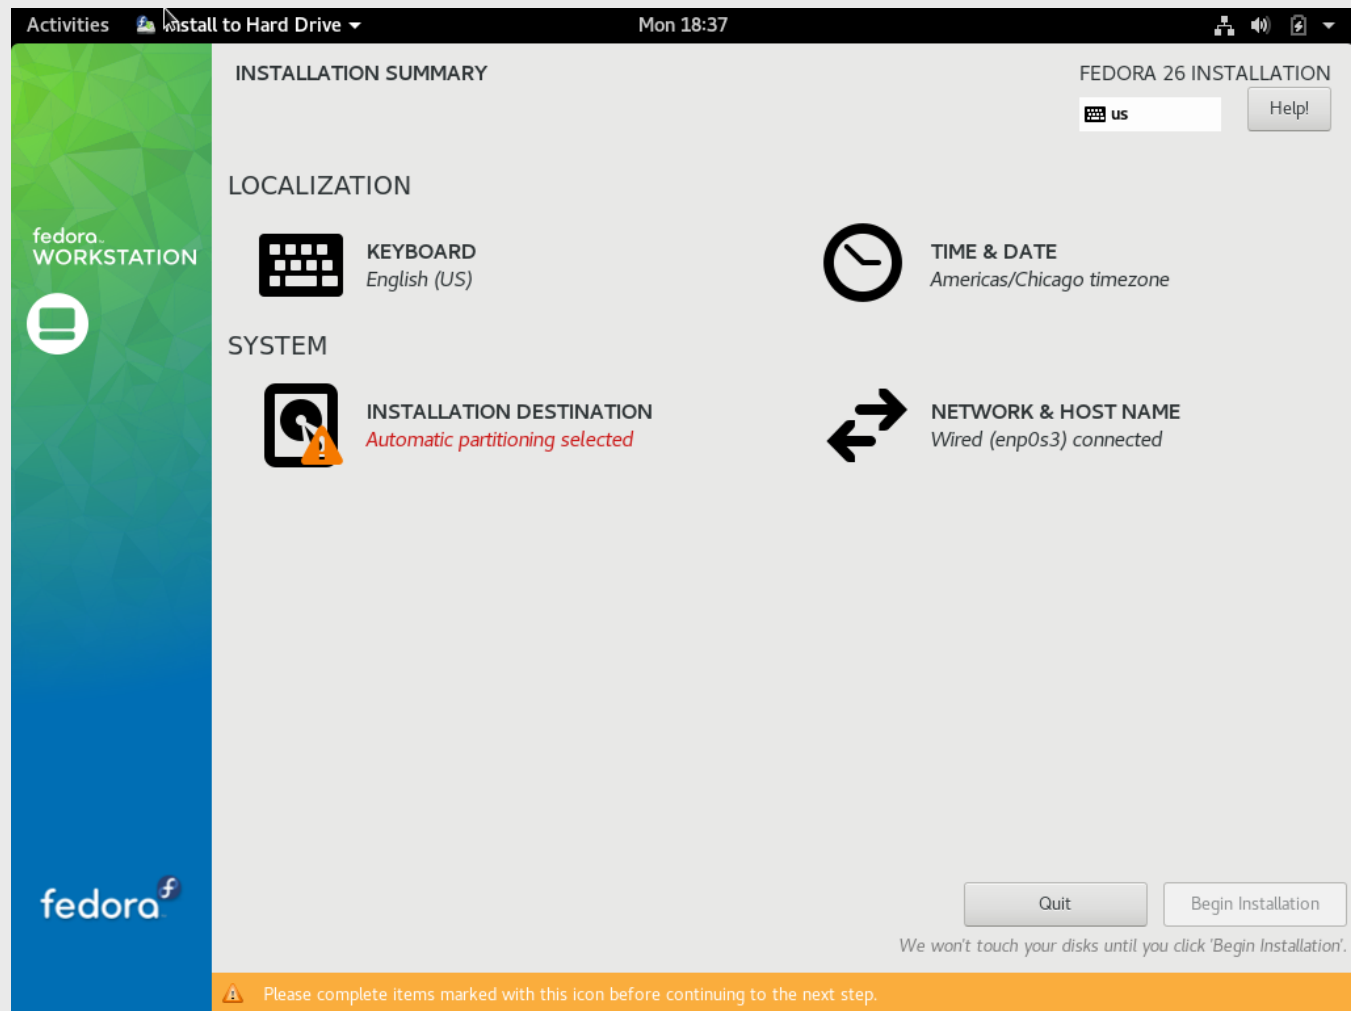 Activities Install to Hard Drive Mon 18:37
INSTALLATION SUMMARY
FEDORA 26 INSTALLATION
us Help!
LOCALIZATION
fedora
WORKSTATION
KEYBOARD
English (US)
TIME & DATE
Americas/Chicago timezone
SYSTEM
INSTALLATION DESTINATION
Automatic partitioning selected
NETWORK & HOST NAME
Wired (enp0s3) connected
fedora
Quit Begin Installation
We won't touch your disks until you click 'Begin Installation'.
Please complete items marked with this icon before continuing to the next step.